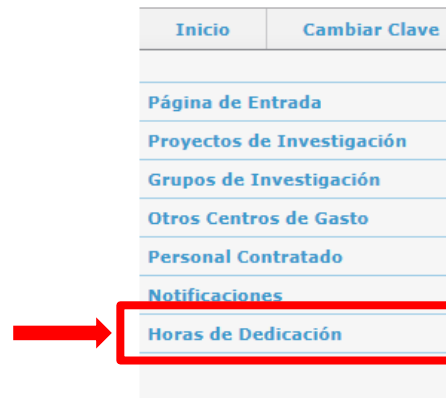 Inicio Cambiar Clave
Página de Entrada
Proyectos de Investigación
Grupos de Investigación
Otros Centros de Gasto
Personal Contratado
Notificaciones
Horas de Dedicación